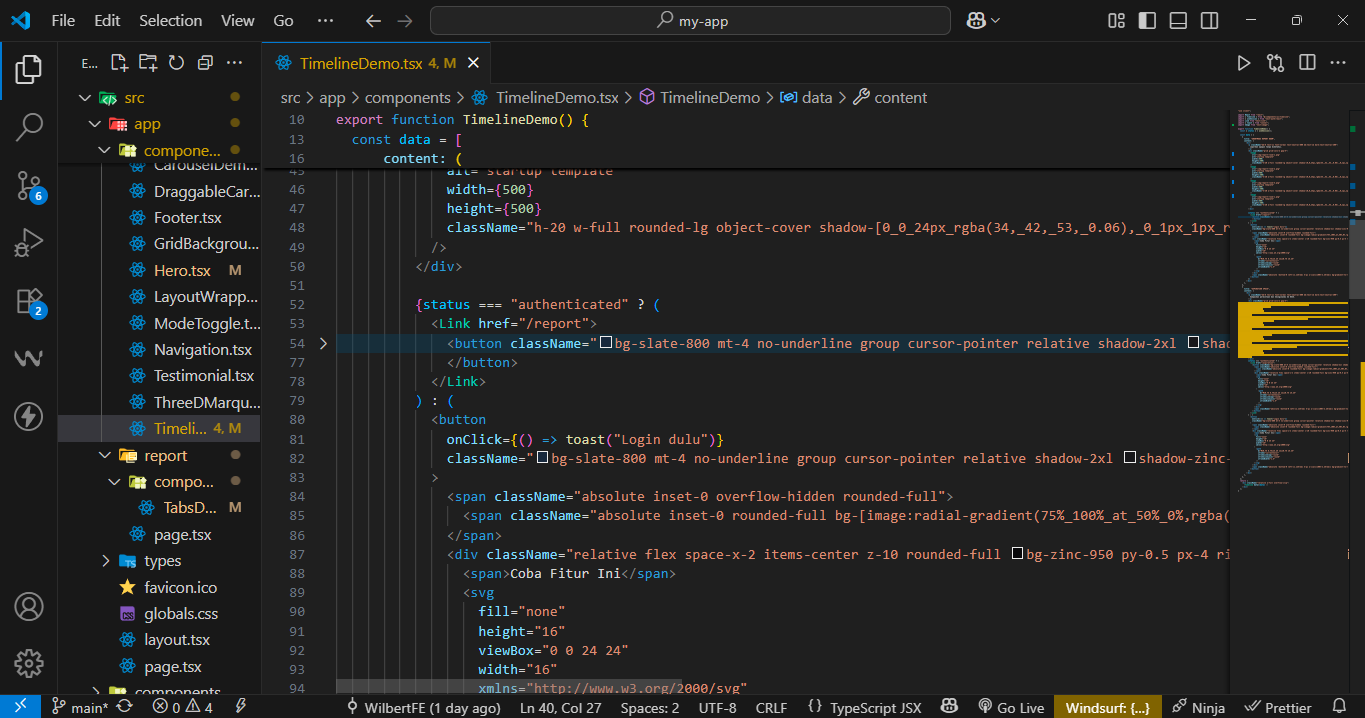 File Edit Selection View Go ··· my-app
E... ···
TimelineDemo.tsx 4, M
src
app
compone...
CarouselDem...
DraggableCar...
Footer.tsx
GridBackgrou...
Hero.tsx M
LayoutWrapp...
ModeToggle.t...
Navigation.tsx
Testimonial.tsx
ThreeDMarqu...
Timeli... 4, M
report
compo...
TabsD... M
page.tsx
types
favicon.ico
globals.css
layout.tsx
page.tsx
components
6
2
src > app > components > TimelineDemo.tsx > TimelineDemo > data > content
10 export function TimelineDemo() {
13 const data = [
16 content: (
45 alt="startup template"
46 width={500}
47 height={500}
48 className="h-20 w-full rounded-lg object-cover shadow-[0_0_24px_rgba(34,_42,_53,_0.06),_0_1px_1px_r
49 />
50 </div>
51
52 {status === "authenticated" ? (
53 <Link href="/report">
54 <button className="bg-slate-800 mt-4 no-underline group cursor-pointer relative shadow-2xl shad
77 </button>
78 </Link>
79 ) : (
80 <button
81 onClick={() => toast("Login dulu")}
82 className="bg-slate-800 mt-4 no-underline group cursor-pointer relative shadow-2xl shadow-zinc-
83 >
84 <span className="absolute inset-0 overflow-hidden rounded-full">
85 <span className="absolute inset-0 rounded-full bg-[image:radial-gradient(75%_100%_at_50%_0%,rgba(
86 </span>
87 <div className="relative flex space-x-2 items-center z-10 rounded-full bg-zinc-950 py-0.5 px-4 ri
88 <span>Coba Fitur Ini</span>
89 <svg
90 fill="none"
91 height="16"
92 viewBox="0 0 24 24"
93 width="16"
94 xmlns="http://www.w3.org/2000/svg"
main* 0 4 WilbertFE (1 day ago) Ln 40, Col 27 Spaces: 2 UTF-8 CRLF {} TypeScript JSX Go Live Windsurf: {...} Ninja Prettier